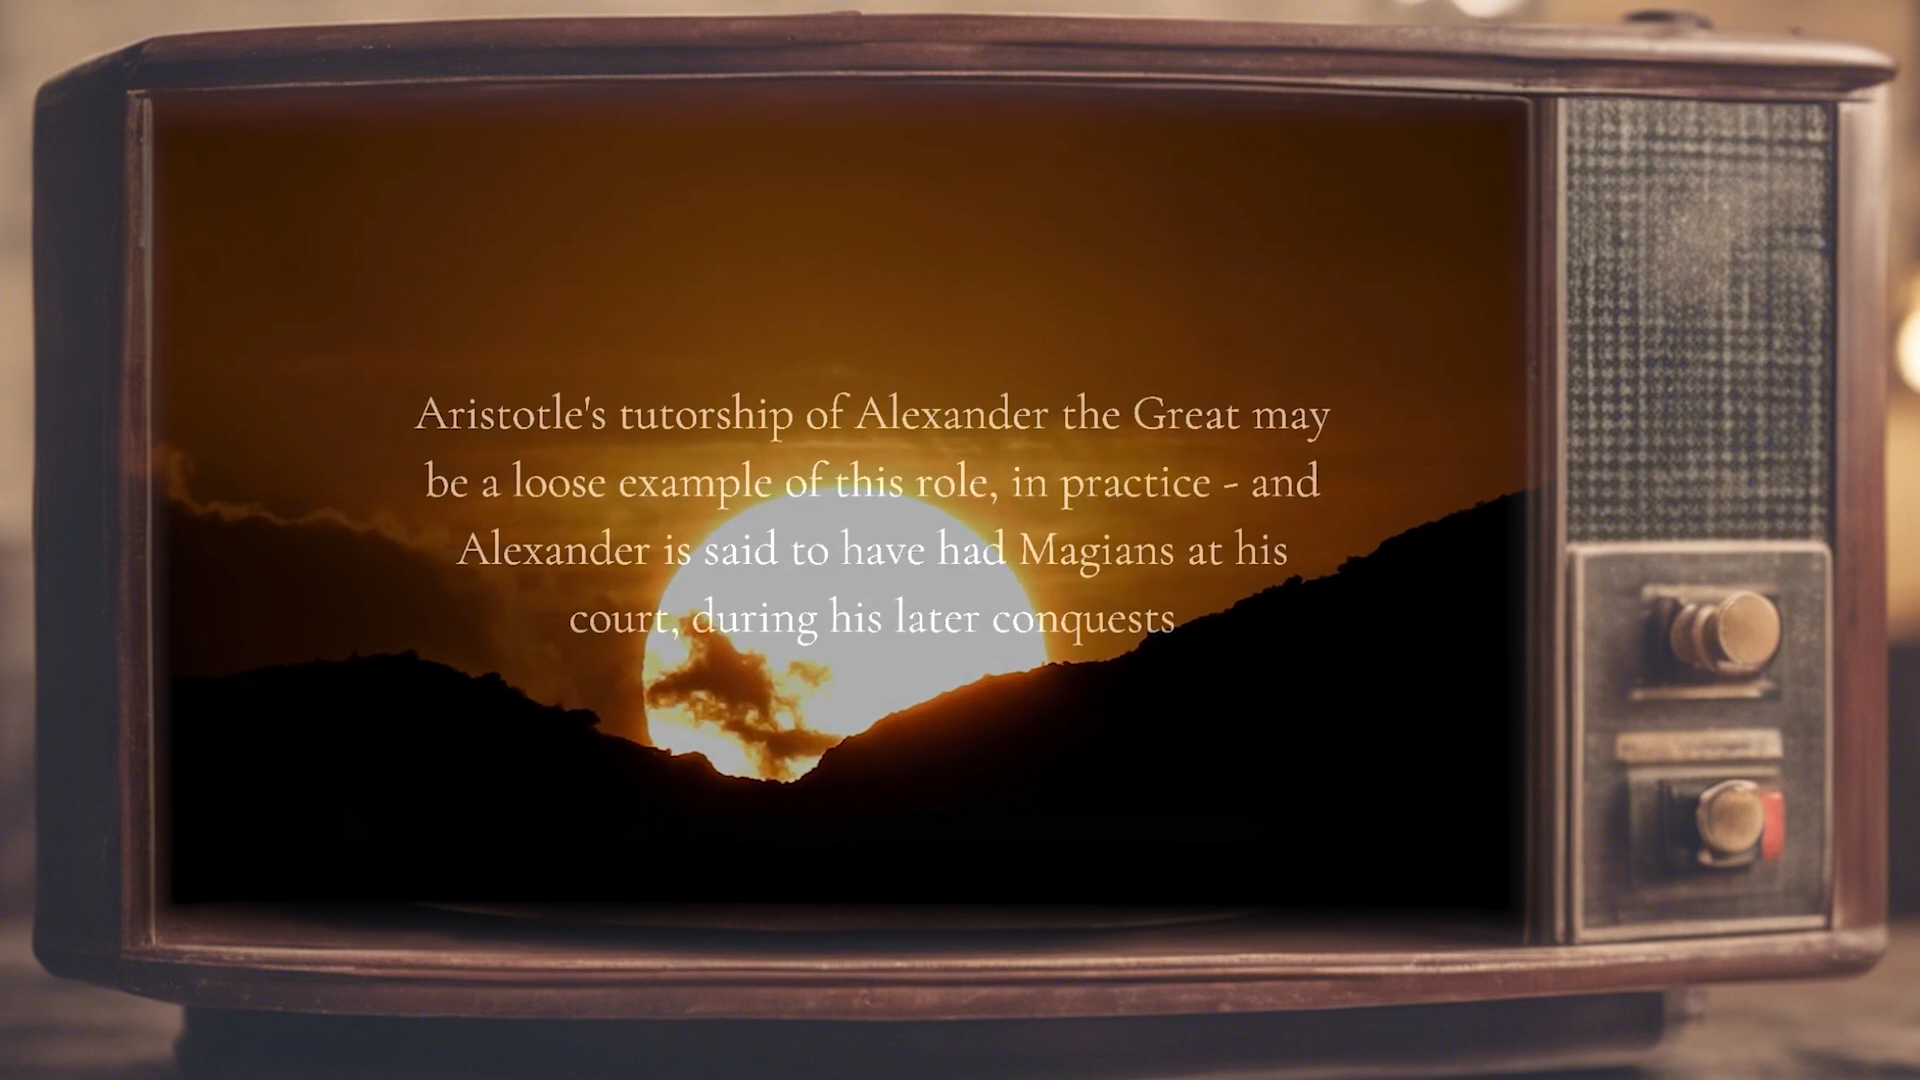 Aristotle's tutorship of Alexander the Great may
be a loose example of this role, in practice - and
Alexander is said to have had Magians at his
court, during his later conquests